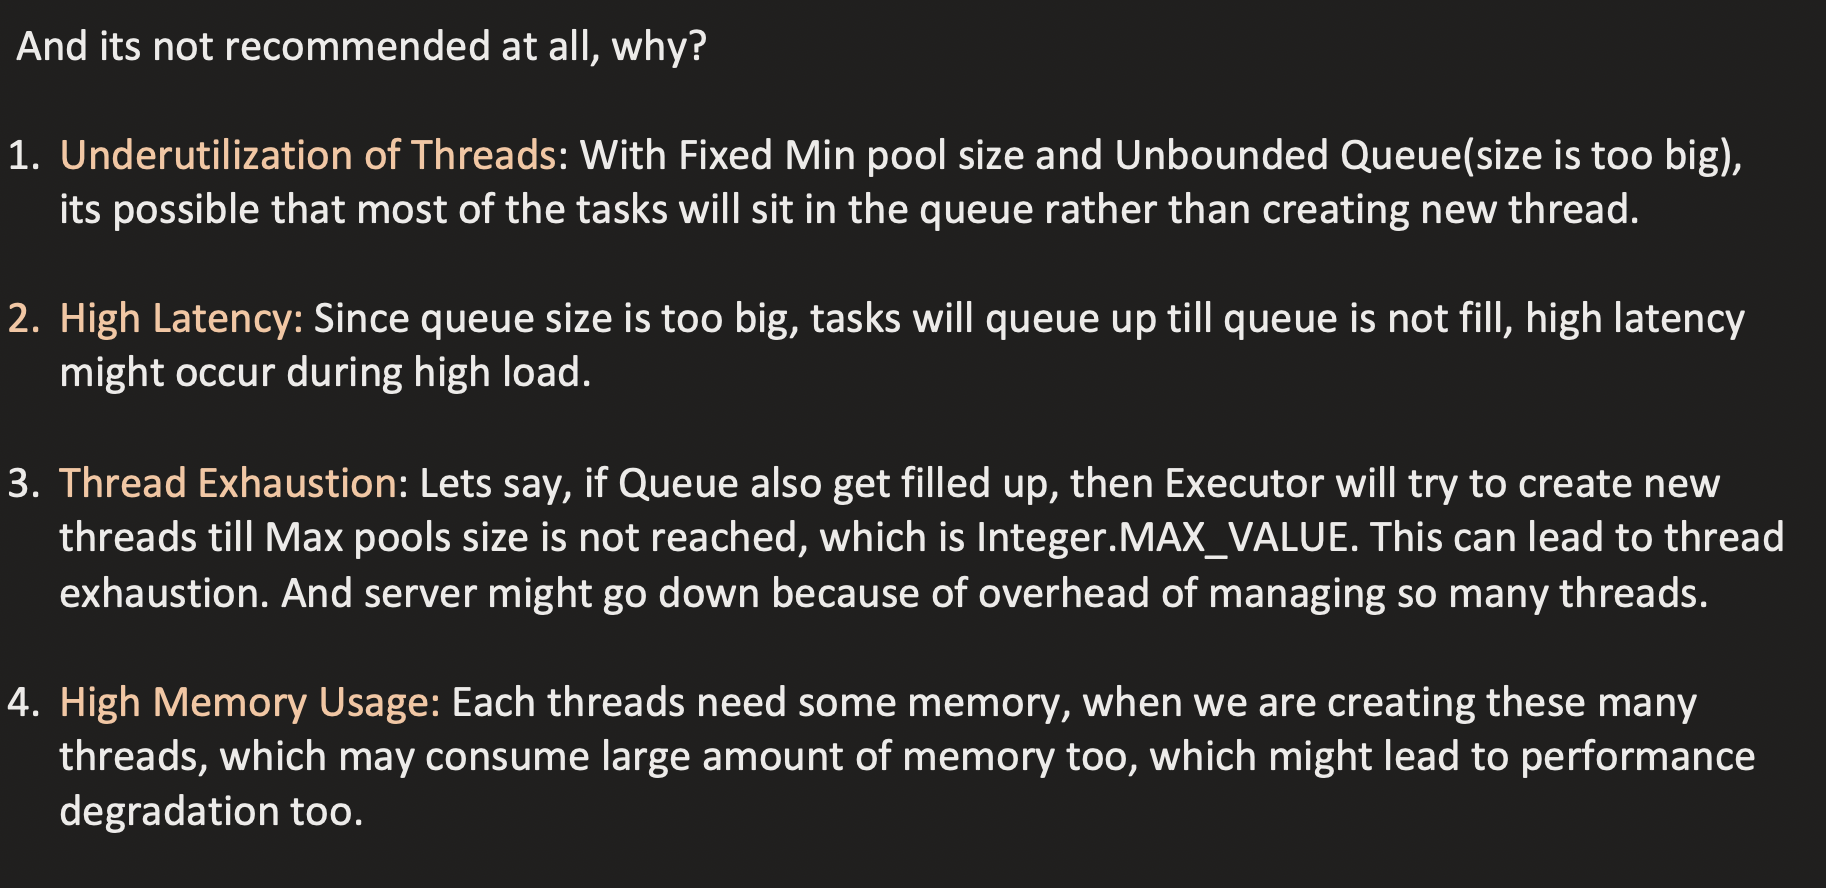 And its not recommended at all, why?
1. Underutilization of Threads: With Fixed Min pool size and Unbounded Queue(size is too big),
its possible that most of the tasks will sit in the queue rather than creating new thread.
2. High Latency: Since queue size is too big, tasks will queue up till queue is not fill, high latency
might occur during high load.
3. Thread Exhaustion: Lets say, if Queue also get filled up, then Executor will try to create new
threads till Max pools size is not reached, which is Integer.MAX_VALUE. This can lead to thread
exhaustion. And server might go down because of overhead of managing so many threads.
4. High Memory Usage: Each threads need some memory, when we are creating these many
threads, which may consume large amount of memory too, which might lead to performance
degradation too.